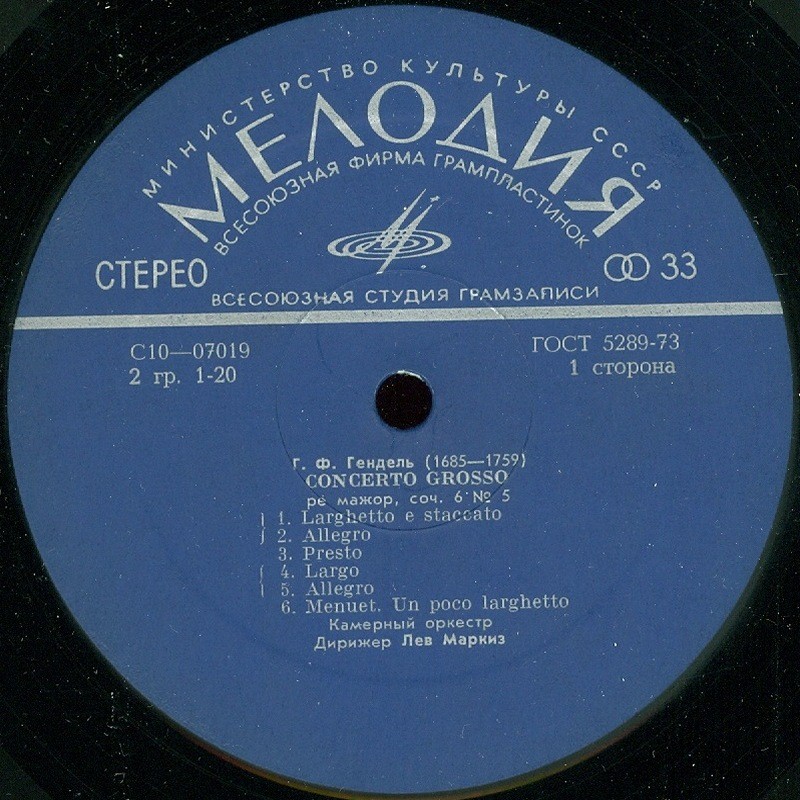 МИНИСТЕРСТВО КУЛЬТУРЫ СССР
МЕЛОДИЯ
ВСЕСОЮЗНАЯ ФИРМА ГРАМПЛАСТИНОК
СТЕРЕО
33
ВСЕСОЮЗНАЯ СТУДИЯ ГРАМЗАПИСИ
С10—07019
ГОСТ 5289-73
2 гр. 1-20
1 сторона
Г. Ф. Гендель (1685—1759)
CONCERTO GROSSO
ре мажор, соч. 6 № 5
1. Larghetto e staccato
2. Allegro
3. Presto
4. Largo
5. Allegro
6. Menuet. Un poco larghetto
Камерный оркестр
Дирижер Лев Маркиз